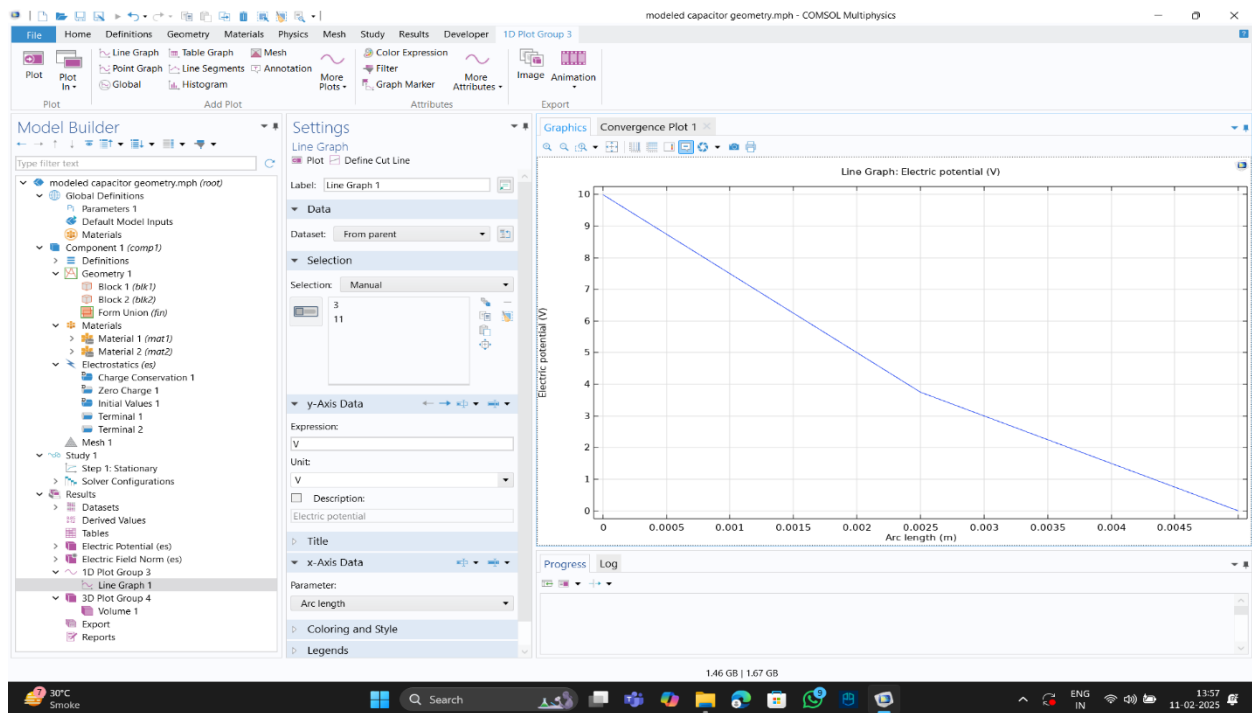 modeled capacitor geometry.mph - COMSOL Multiphysics
File Home Definitions Geometry Materials Physics Mesh Study Results Developer 1D Plot Group 3
Plot
Plot In
Line Graph Table Graph Mesh
Point Graph Line Segments Annotation
Global Histogram
More Plots
Color Expression
Filter
Graph Marker
More Attributes
Image Animation
Plot Add Plot Attributes Export
Model Builder
Type filter text
modeled capacitor geometry.mph (root)
Global Definitions
Pi Parameters 1
Default Model Inputs
Materials
Component 1 (comp1)
Definitions
Geometry 1
Block 1 (blk1)
Block 2 (blk2)
Form Union (fin)
Materials
Material 1 (mat1)
Material 2 (mat2)
Electrostatics (es)
Charge Conservation 1
Zero Charge 1
Initial Values 1
Terminal 1
Terminal 2
Mesh 1
Study 1
Step 1: Stationary
Solver Configurations
Results
Datasets
Derived Values
Tables
Electric Potential (es)
Electric Field Norm (es)
1D Plot Group 3
Line Graph 1
3D Plot Group 4
Volume 1
Export
Reports
Settings
Line Graph
Plot Define Cut Line
Label: Line Graph 1
Data
Dataset: From parent
Selection
Selection: Manual
3
11
y-Axis Data
Expression:
V
Unit:
V
Description:
Electric potential
Title
x-Axis Data
Parameter:
Arc length
Coloring and Style
Legends
Graphics Convergence Plot 1
Line Graph: Electric potential (V)
Electric potential (V)
10
9
8
7
6
5
4
3
2
1
0
0 0.0005 0.001 0.0015 0.002 0.0025 0.003 0.0035 0.004 0.0045
Arc length (m)
Progress Log
1.46 GB | 1.67 GB
7
30°C
Smoke
Search
9
ENG
IN
13:57
11-02-2025